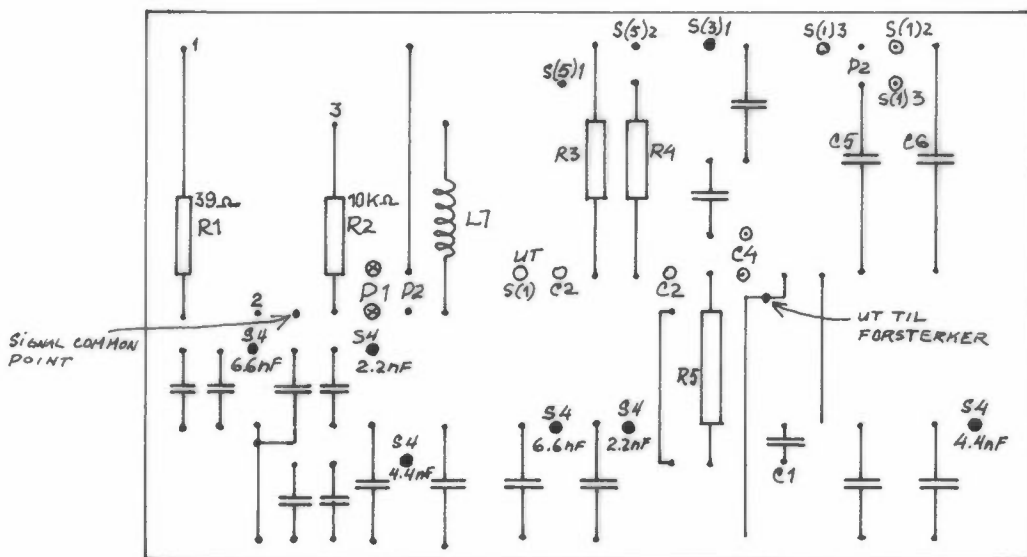 1
S(5)2
S(3)1
S(1)3
S(1)2
P2
S(5)1
S(1)3
3
R3
R4
C5
C6
39Ω
R1
10KΩ
R2
L7
UT
S(1)
C2
C2
C4
P1
P2
2
SIGNAL COMMON
POINT
UT TIL
FORSTERKER
S4
6.6nF
S4
2.2nF
R5
S4
6.6nF
S4
2.2nF
S4
4.4nF
S4
4.4nF
C1